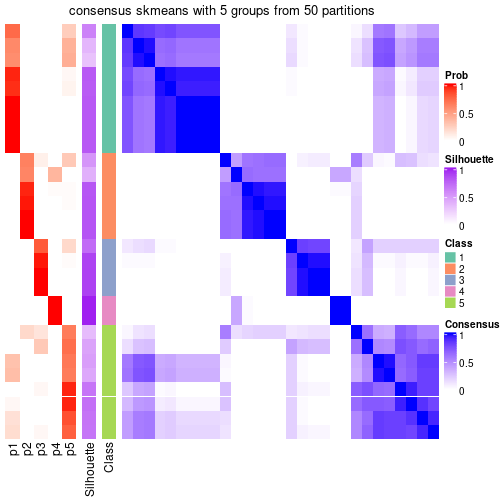 consensus skmeans with 5 groups from 50 partitions
Prob
1
0.5
0
Silhouette
1
0.5
0
Class
1
2
3
4
5
Consensus
1
0.5
0
p1
p2
p3
p4
p5
Silhouette
Class